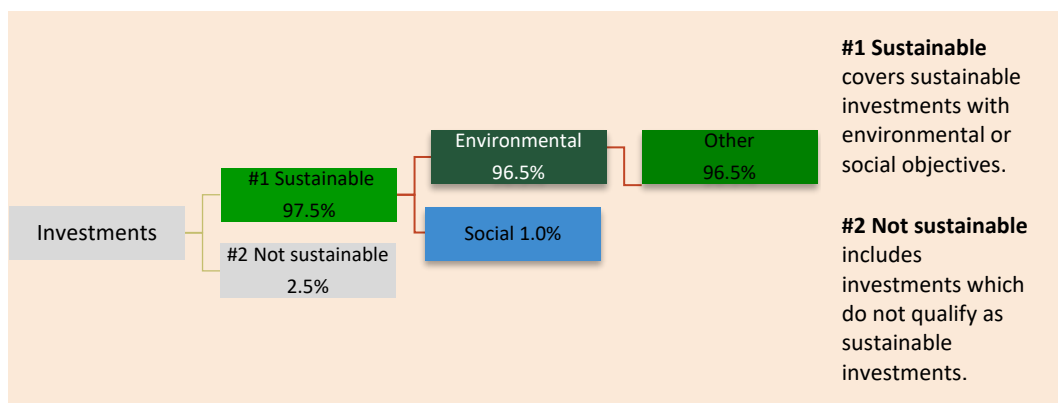 Investments
#1 Sustainable
97.5%
#2 Not sustainable
2.5%
Environmental
96.5%
Social 1.0%
Other
96.5%
#1 Sustainable
covers sustainable
investments with
environmental or
social objectives.
#2 Not sustainable
includes
investments which
do not qualify as
sustainable
investments.